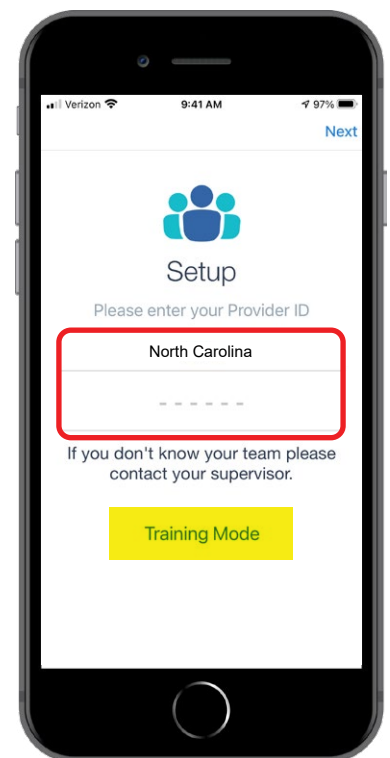 Verizon 9:41 AM 97%
Next
Setup
Please enter your Provider ID
North Carolina
- - - - - -
If you don't know your team please
contact your supervisor.
Training Mode